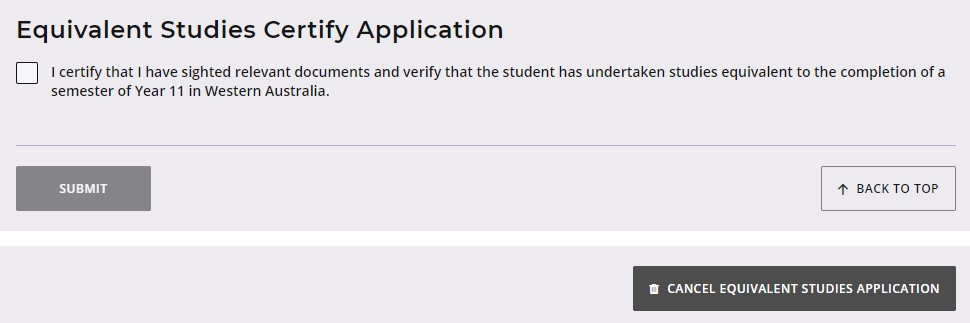 Equivalent Studies Certify Application
I certify that I have sighted relevant documents and verify that the student has undertaken studies equivalent to the completion of a
semester of Year 11 in Western Australia.
SUBMIT
BACK TO TOP
CANCEL EQUIVALENT STUDIES APPLICATION